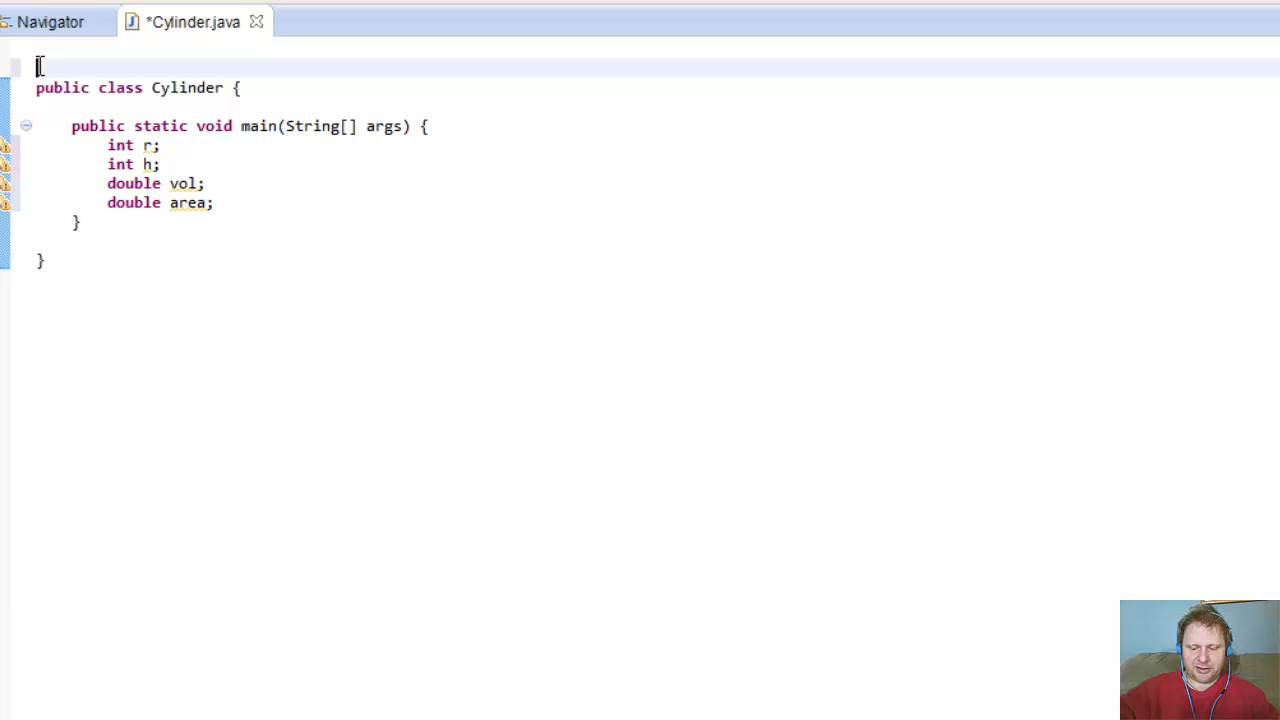 Navigator
*Cylinder.java
public class Cylinder {
public static void main(String[] args) {
int r;
int h;
double vol;
double area;
}
}